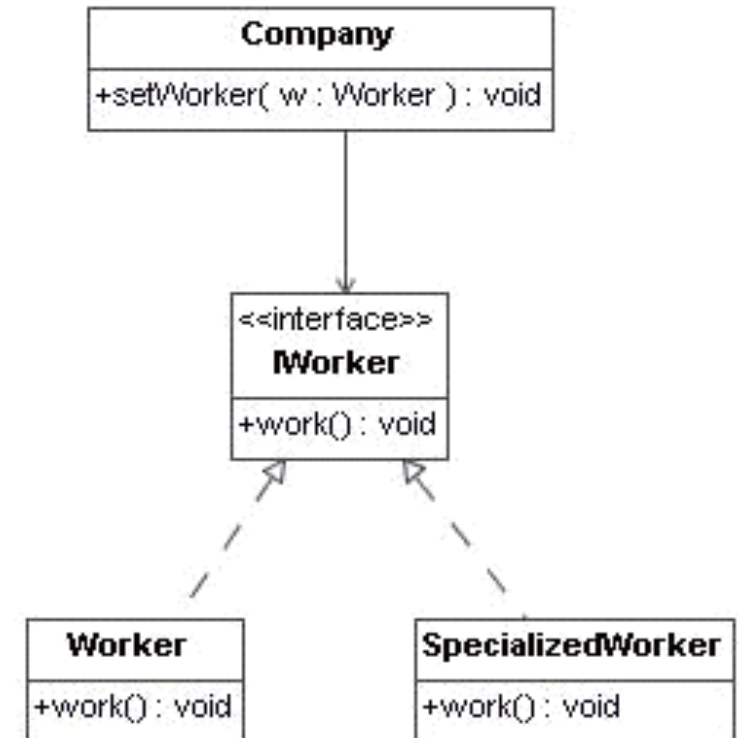 Company
+setWorker( w : Worker ) : void
<<interface>>
IWorker
+work() : void
Worker
SpecializedWorker
+work() : void
+work() : void